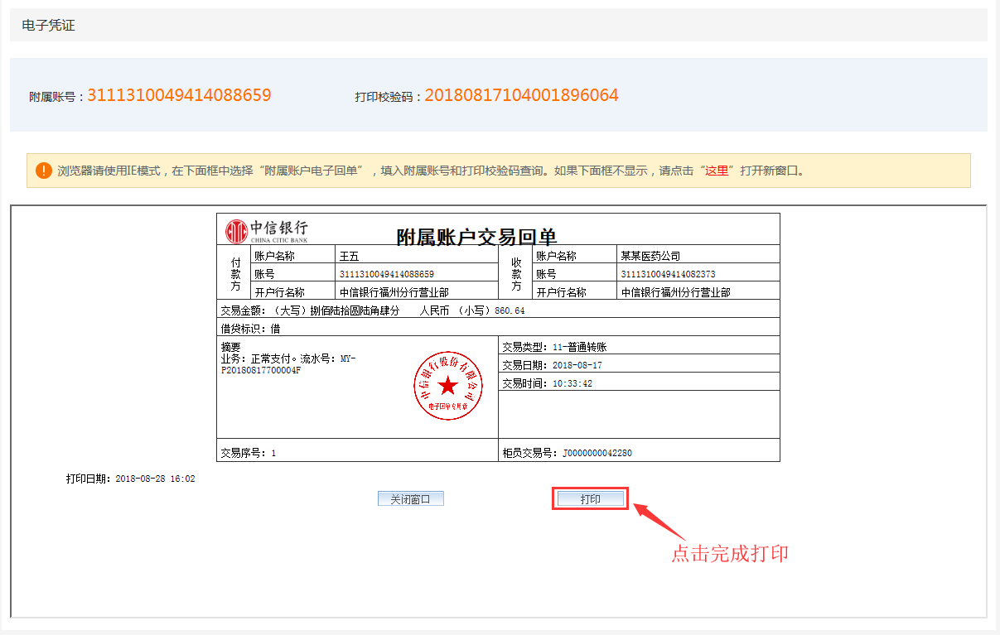 电子凭证
附属账号：3111310049414088659 打印校验码：20180817104001896064
! 浏览器请使用IE模式，在下面框中选择“附属账户电子回单”，填入附属账号和打印校验码查询。如果下面框不显示，请点击“这里”打开新窗口。
中信银行
CHINA CITIC BANK
附属账户交易回单
付款方 账户名称 王五 收款方 账户名称 某某医药公司
账号 3111310049414088659 账号 3111310049414082373
开户行名称 中信银行福州分行营业部 开户行名称 中信银行福州分行营业部
交易金额：（大写）捌佰陆拾圆陆角肆分 人民币 （小写）860.64
借贷标识：借
摘要
业务：正常支付。流水号：MY-
P20180817700004F
中信银行股份有限公司
电子回单专用章
交易类型：11-普通转账
交易日期：2018-08-17
交易时间：10:33:42
交易序号：1 柜员交易号：J0000000042280
打印日期：2018-08-28 16:02
关闭窗口 打印
点击完成打印